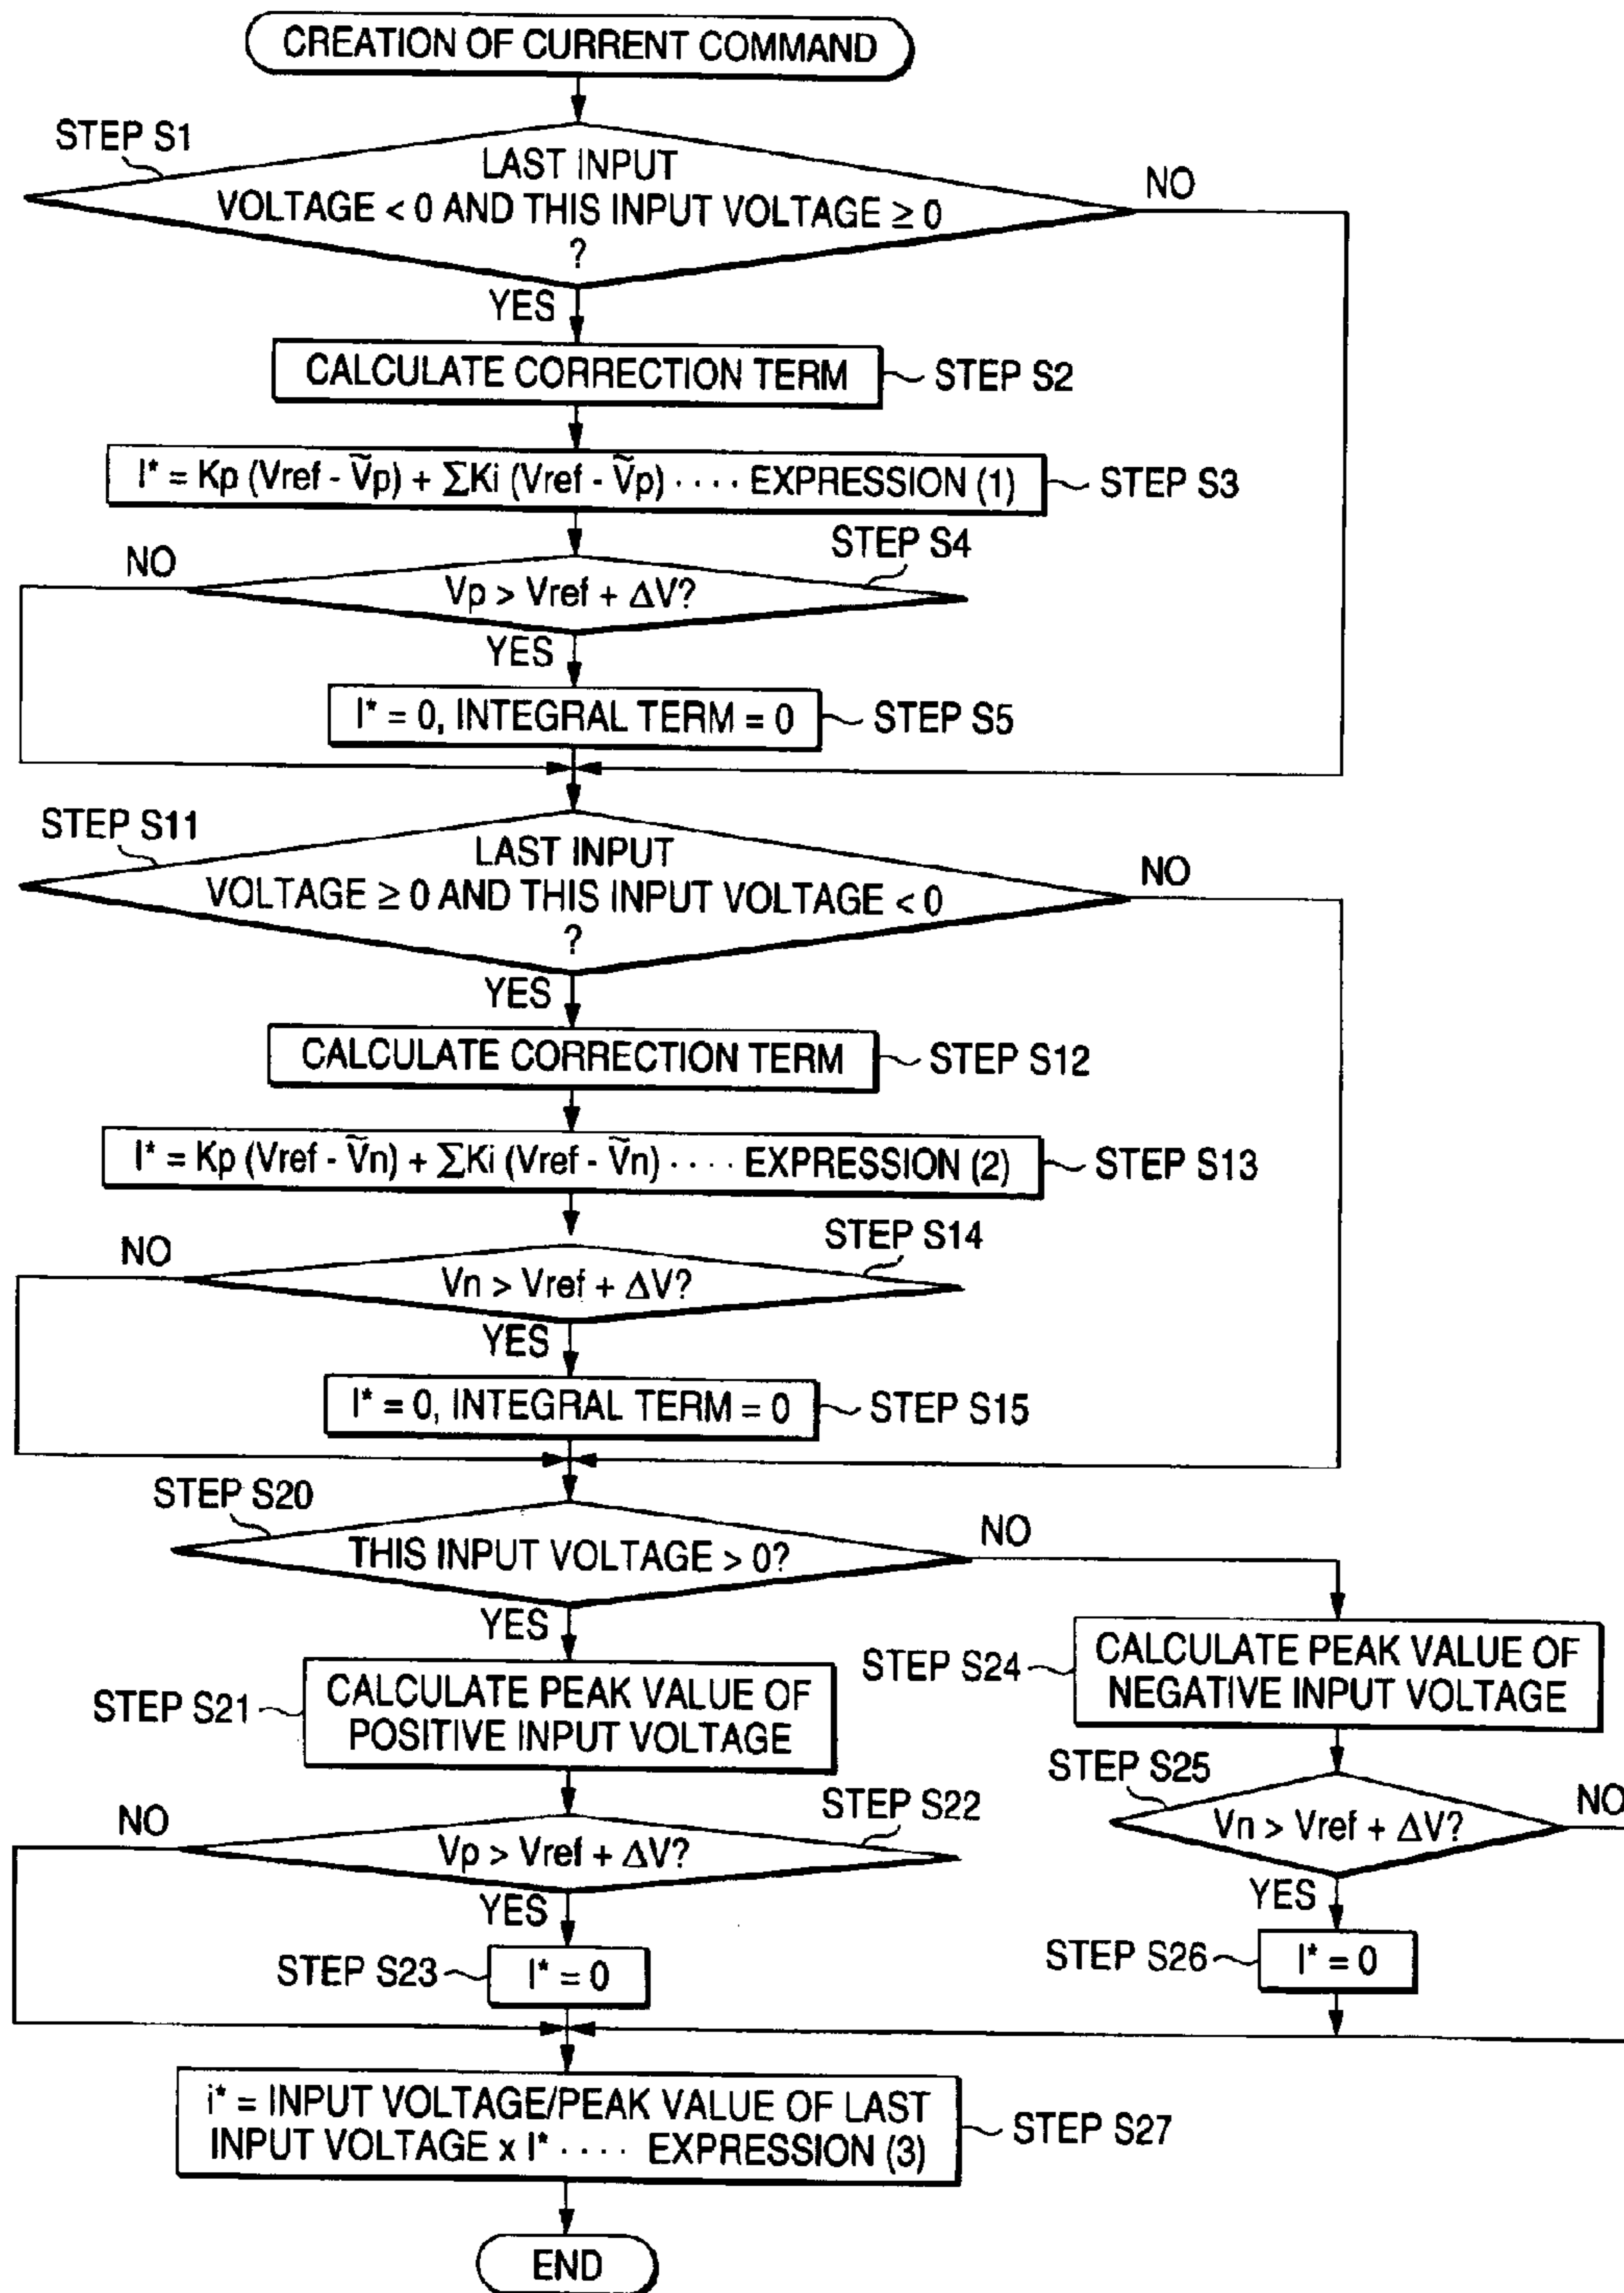 CREATION OF CURRENT COMMAND
STEP S1
LAST INPUT
VOLTAGE < 0 AND THIS INPUT VOLTAGE ≥ 0
?
NO
YES
CALCULATE CORRECTION TERM
STEP S2
I* = Kp (Vref - Ṽp) + ΣKi (Vref - Ṽp) ···· EXPRESSION (1)
STEP S3
STEP S4
NO
Vp > Vref + ΔV?
YES
I* = 0, INTEGRAL TERM = 0
STEP S5
STEP S11
LAST INPUT
VOLTAGE ≥ 0 AND THIS INPUT VOLTAGE < 0
?
NO
YES
CALCULATE CORRECTION TERM
STEP S12
I* = Kp (Vref - Ṽn) + ΣKi (Vref - Ṽn) ···· EXPRESSION (2)
STEP S13
STEP S14
NO
Vn > Vref + ΔV?
YES
I* = 0, INTEGRAL TERM = 0
STEP S15
STEP S20
THIS INPUT VOLTAGE > 0?
NO
YES
STEP S21
CALCULATE PEAK VALUE OF
POSITIVE INPUT VOLTAGE
STEP S24
CALCULATE PEAK VALUE OF
NEGATIVE INPUT VOLTAGE
STEP S22
NO
Vp > Vref + ΔV?
YES
STEP S25
Vn > Vref + ΔV?
NO
YES
STEP S23
I* = 0
STEP S26
I* = 0
i* = INPUT VOLTAGE/PEAK VALUE OF LAST
INPUT VOLTAGE x I* ···· EXPRESSION (3)
STEP S27
END